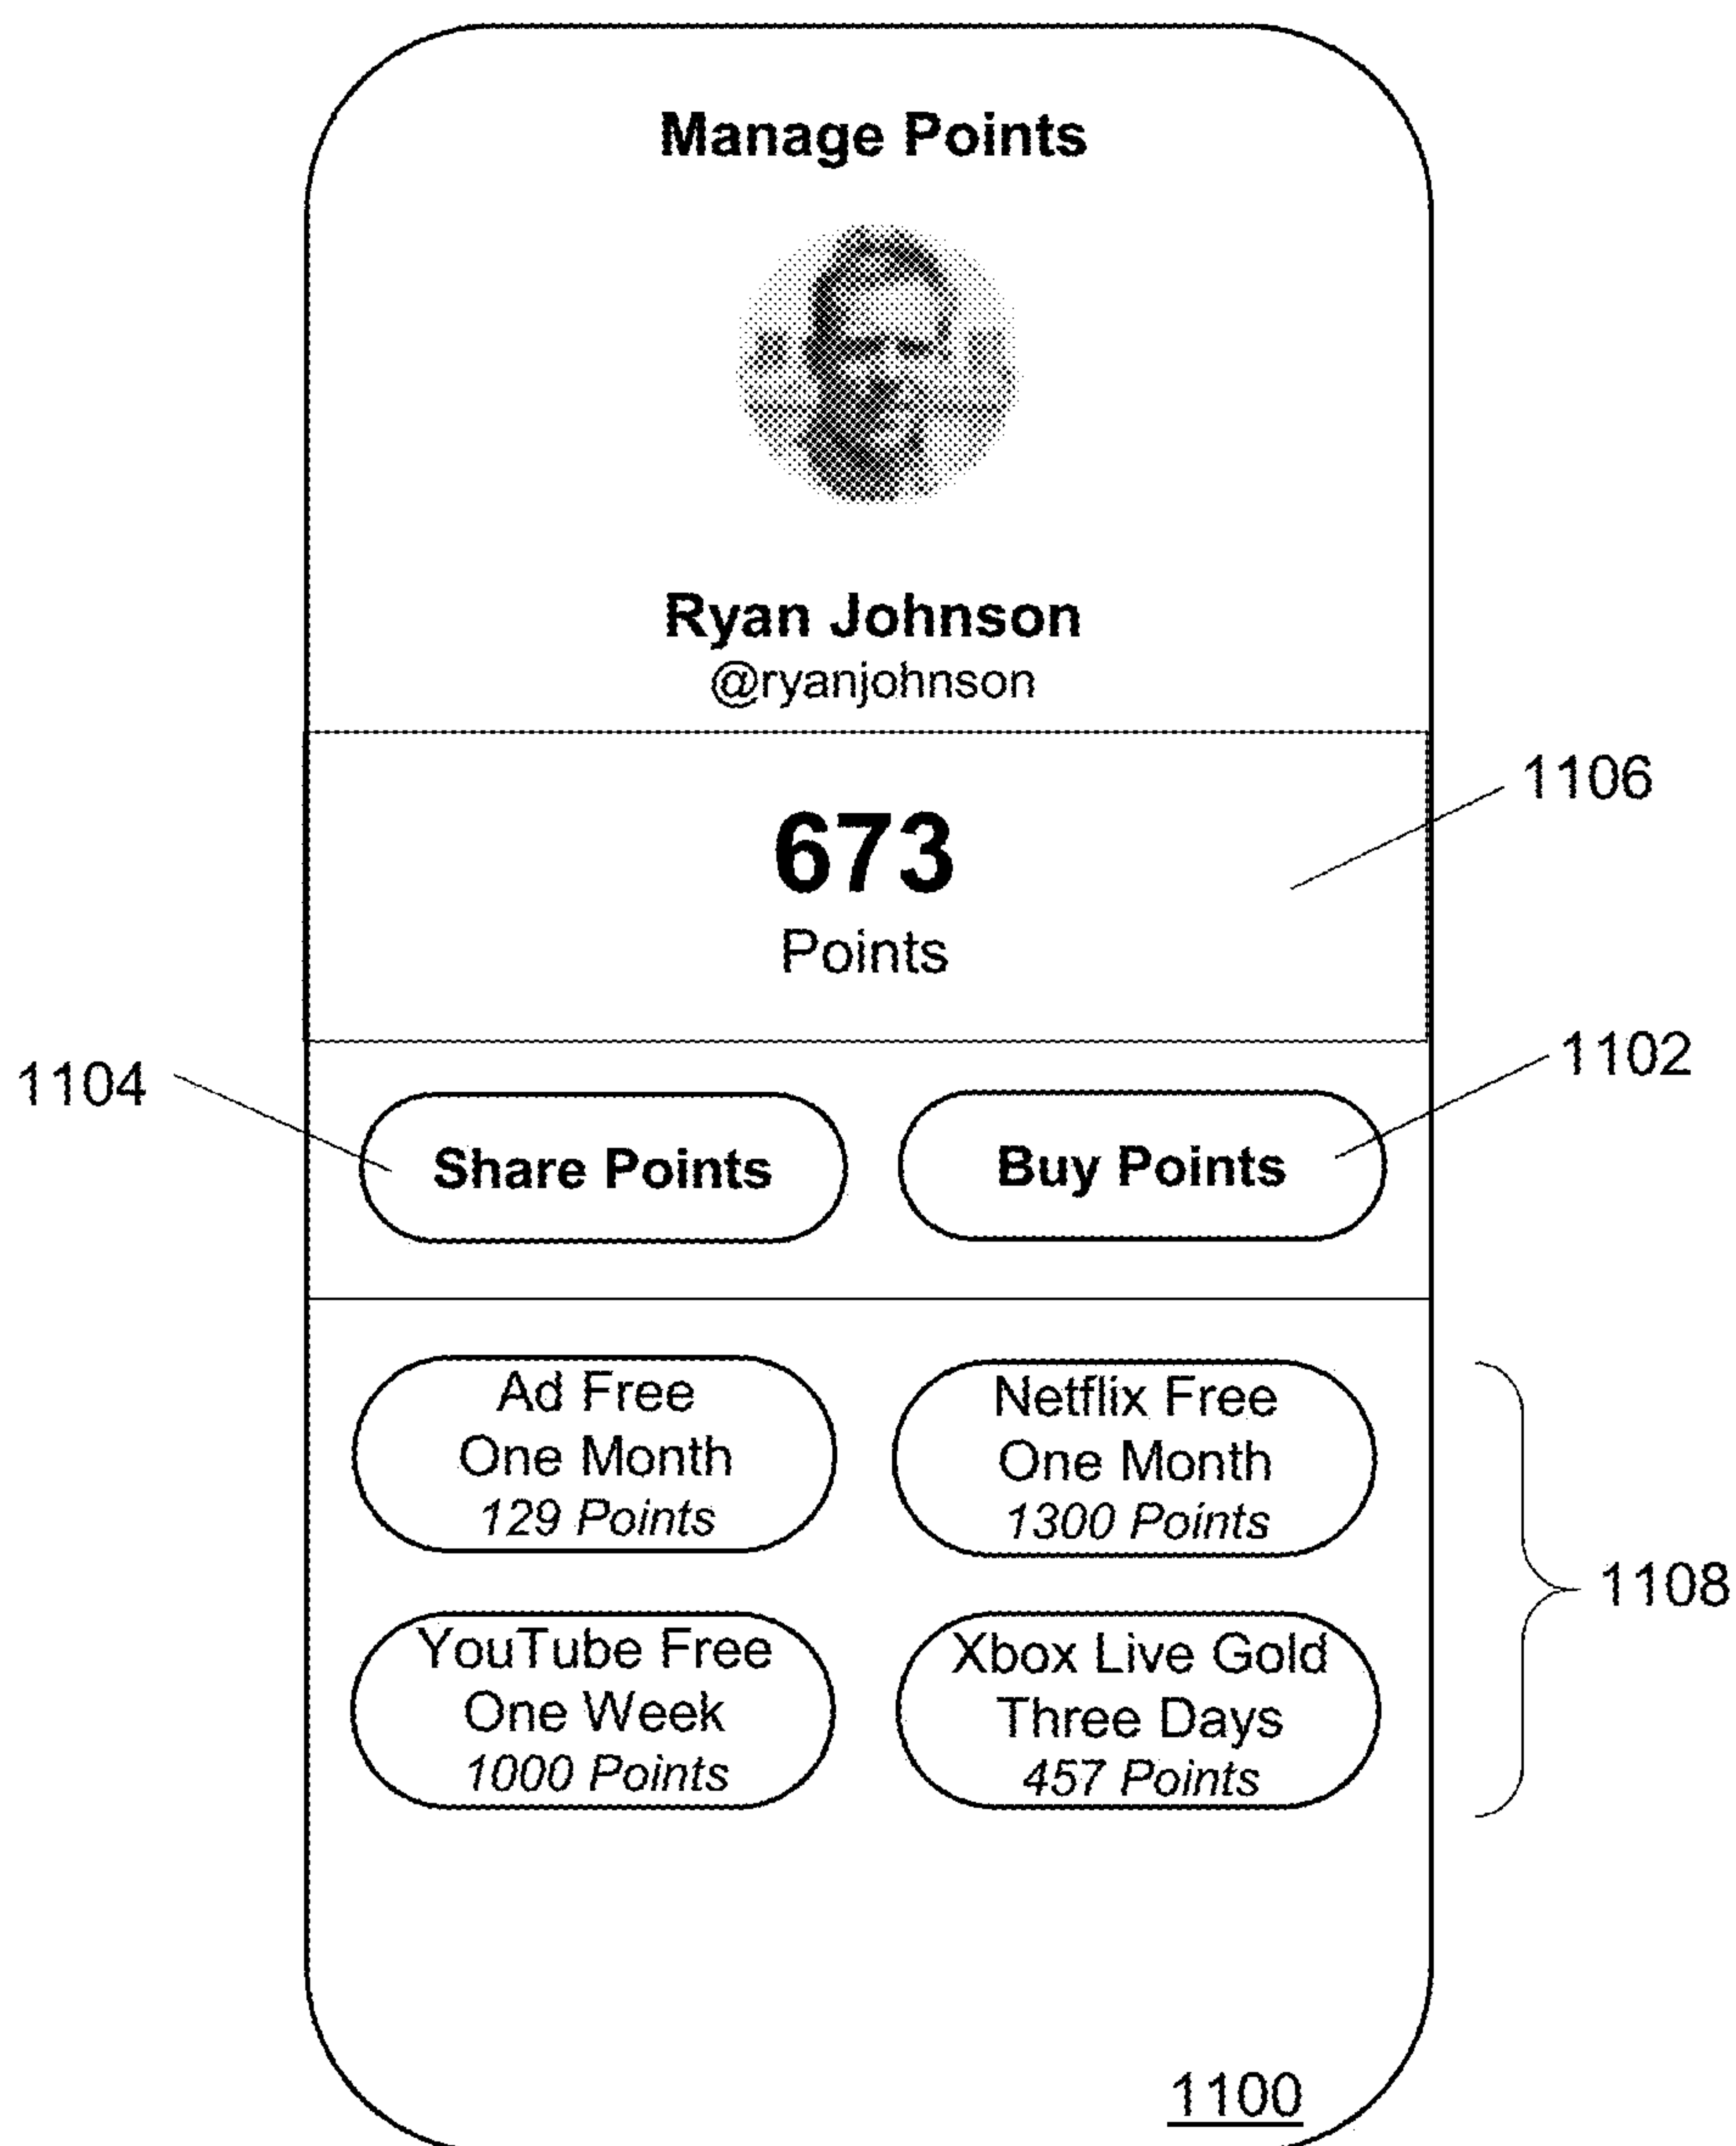 Manage Points
Ryan Johnson
@ryanjohnson
673
Points
1106
1104
1102
Share Points
Buy Points
Ad Free
One Month
129 Points
Netflix Free
One Month
1300 Points
YouTube Free
One Week
1000 Points
Xbox Live Gold
Three Days
457 Points
1108
1100